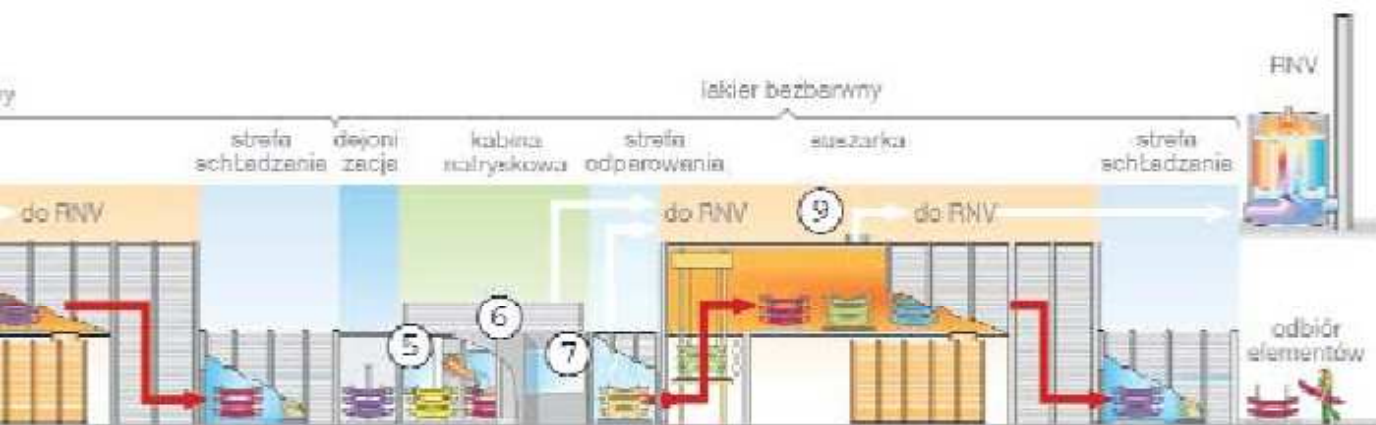 y
lakier bezbarwny
RNV
strefa
schładzania
dejoni
zacja
kabina
natryskowa
strefa
odparowania
suszarka
strefa
schładzania
do RNV
do RNV
9
do RNV
6
5
7
odbiór
elementów